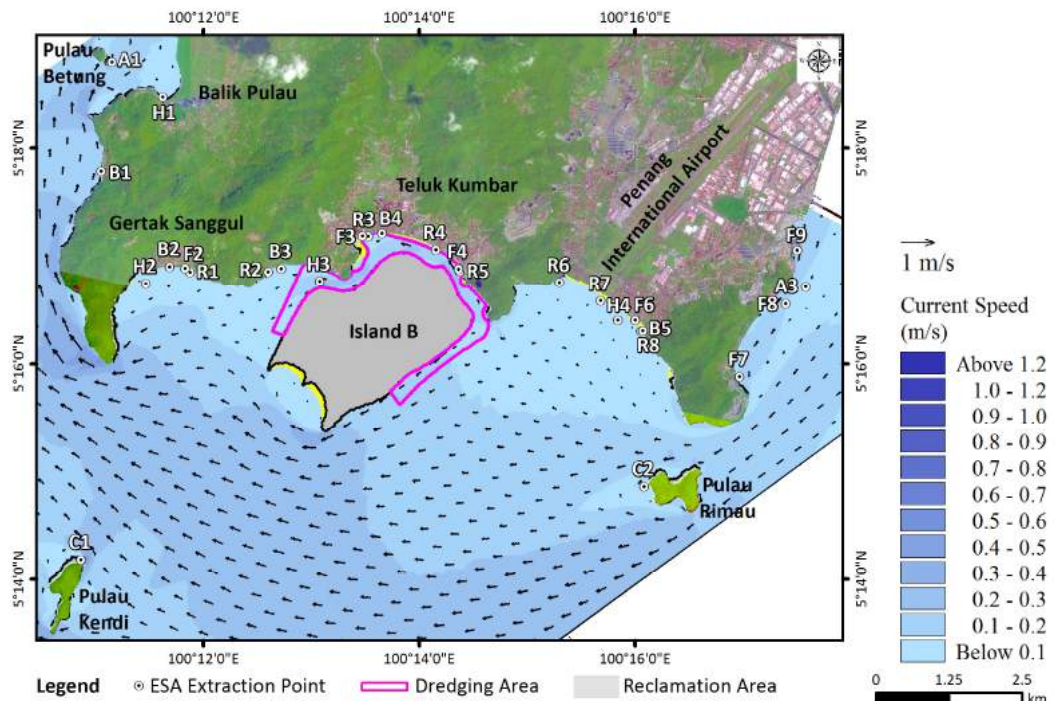 100°12'0"E
100°14'0"E
100°16'0"E
Pulau
Betung
A1
H1
Balik Pulau
5°18'0"N
5°18'0"N
B1
Penang
International Airport
Teluk Kumbar
Gertak Sanggul
H2
B2
F2
R1
R2
B3
H3
F3
R3
B4
R4
F4
R5
R6
R7
H4
F6
B5
R8
F7
F8
A3
F9
Island B
5°16'0"N
5°16'0"N
C2
Pulau
Rimau
C1
Pulau
Kendi
5°14'0"N
5°14'0"N
100°12'0"E
100°14'0"E
100°16'0"E
1 m/s
Current Speed
(m/s)
Above 1.2
1.0 - 1.2
0.9 - 1.0
0.8 - 0.9
0.7 - 0.8
0.6 - 0.7
0.5 - 0.6
0.4 - 0.5
0.3 - 0.4
0.2 - 0.3
0.1 - 0.2
Below 0.1
Legend
ESA Extraction Point
Dredging Area
Reclamation Area
0 1.25 2.5
km